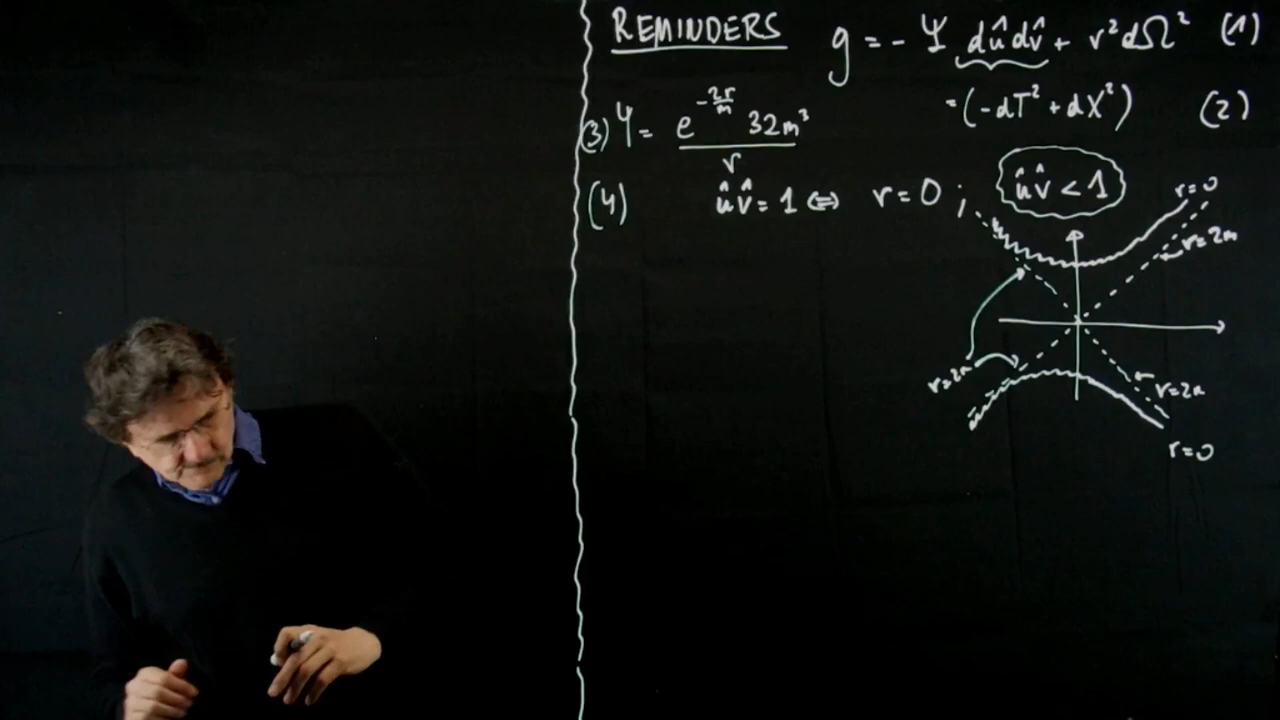 REMINDERS g = - Ψ dûdv̂ + r²dΩ² (1)
= (-dT² + dX²) (2)
(3) Ψ = e^{-2r/m} 32m³ / r
(4) ûv̂ = 1 ⇔ r = 0 ; ûv̂ < 1
r=0
r=2m
r=2m
r=2m
r=0